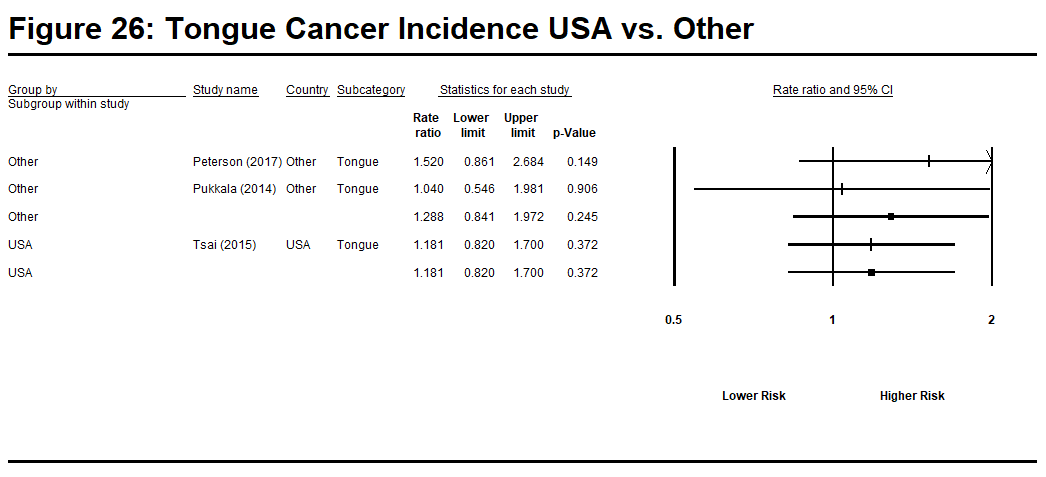 Figure 26: Tongue Cancer Incidence USA vs. Other
Group by Study name Country Subcategory Statistics for each study Rate ratio and 95% CI
Subgroup within study
Rate Lower Upper
ratio limit limit p-Value
Other Peterson (2017) Other Tongue 1.520 0.861 2.684 0.149
Other Pukkala (2014) Other Tongue 1.040 0.546 1.981 0.906
Other 1.288 0.841 1.972 0.245
USA Tsai (2015) USA Tongue 1.181 0.820 1.700 0.372
USA 1.181 0.820 1.700 0.372
0.5 1 2
Lower Risk Higher Risk